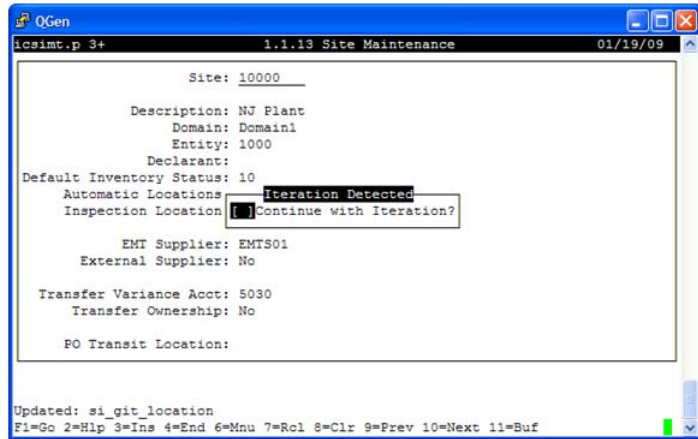 QGen
icsimt.p 3+ 1.1.13 Site Maintenance 01/19/09
Site: 10000
Description: NJ Plant
Domain: Domain1
Entity: 1000
Declarant:
Default Inventory Status: 10
Automatic Locations Iteration Detected
Inspection Location [ ]Continue with Iteration?
EMT Supplier: EMTS01
External Supplier: No
Transfer Variance Acct: 5030
Transfer Ownership: No
PO Transit Location:
Updated: si_git_location
F1=Go 2=Hlp 3=Ins 4=End 6=Mnu 7=Rcl 8=Clr 9=Prev 10=Next 11=Buf